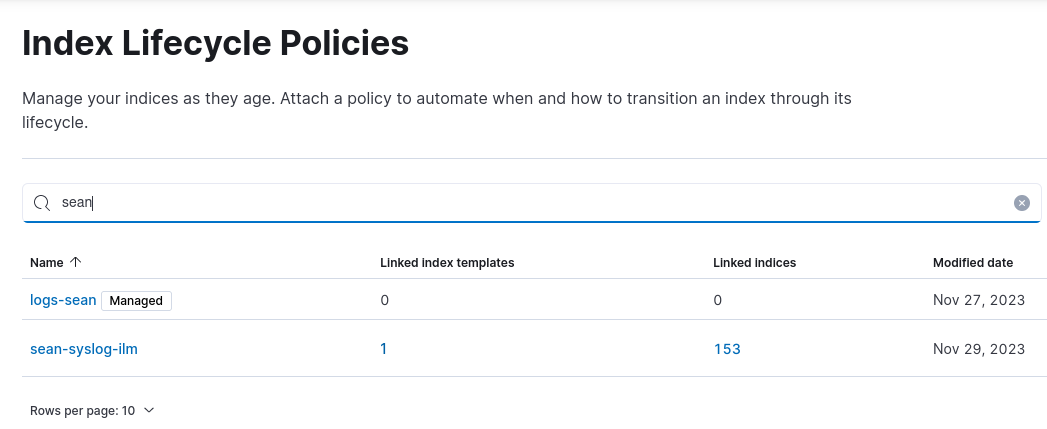 Index Lifecycle Policies
Manage your indices as they age. Attach a policy to automate when and how to transition an index through its
lifecycle.
sean
Name Linked index templates Linked indices Modified date
logs-sean Managed 0 0 Nov 27, 2023
sean-syslog-ilm 1 153 Nov 29, 2023
Rows per page: 10